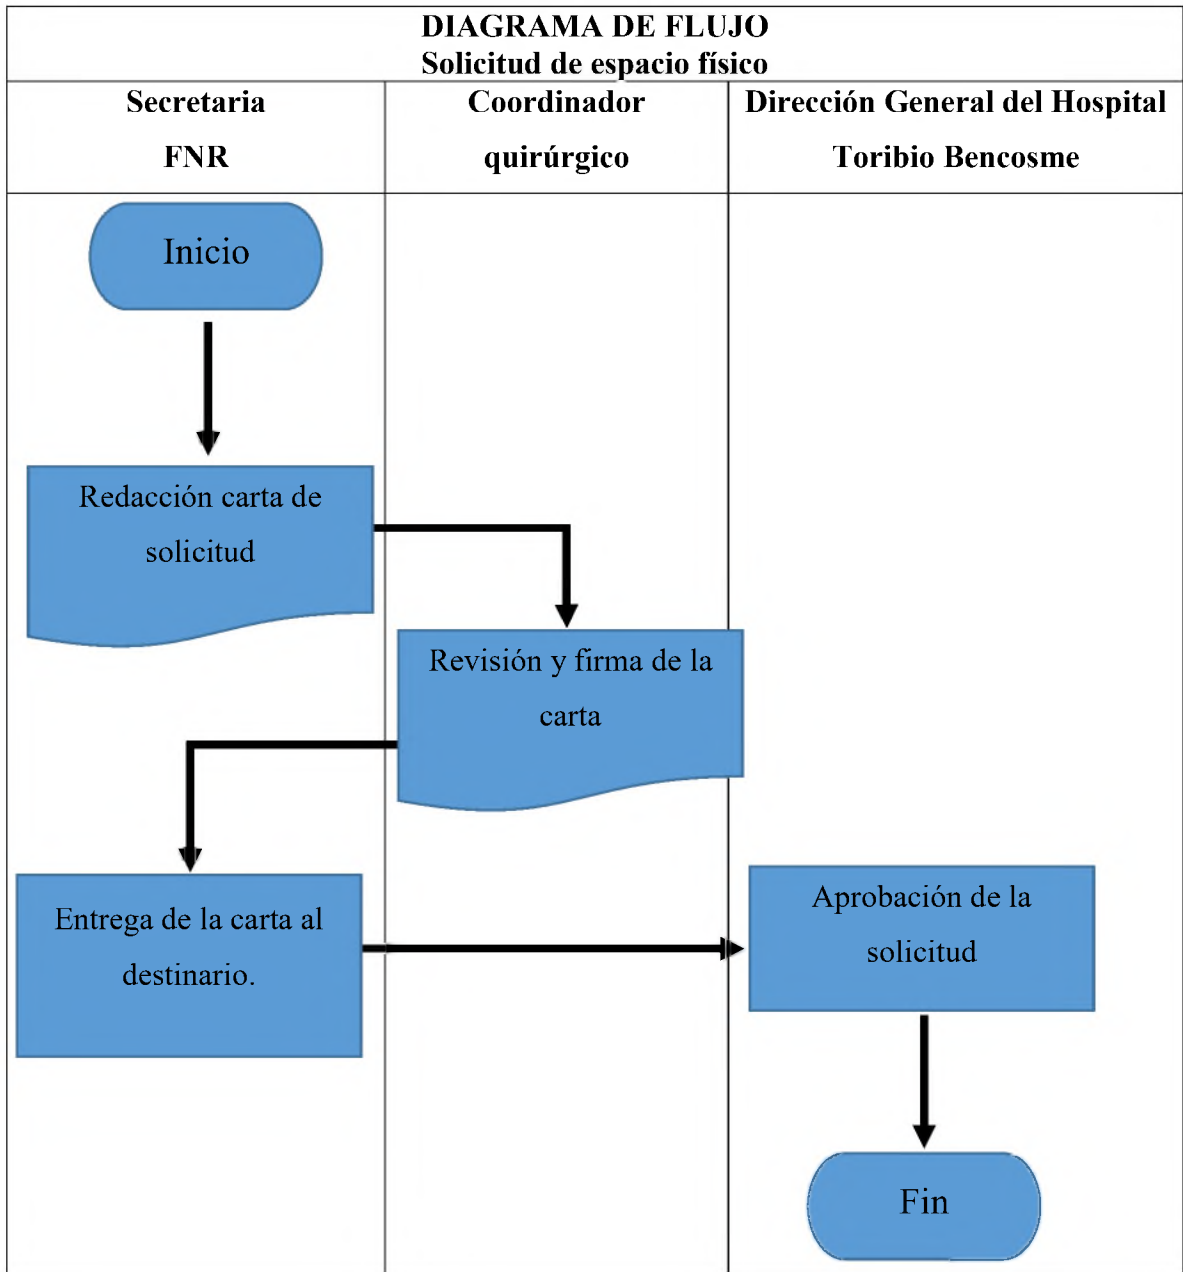 DIAGRAMA DE FLUJO
Solicitud de espacio físico
Secretaria
FNR
Coordinador
quirúrgico
Dirección General del Hospital
Toribio Bencosme
Inicio
Redacción carta de
solicitud
Revisión y firma de la
carta
Entrega de la carta al
destinario.
Aprobación de la
solicitud
Fin